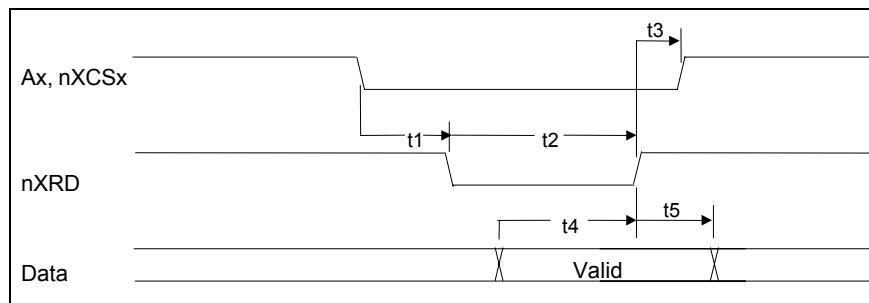 t3
Ax, nXCSx
t1
t2
nXRD
t4
t5
Data
Valid